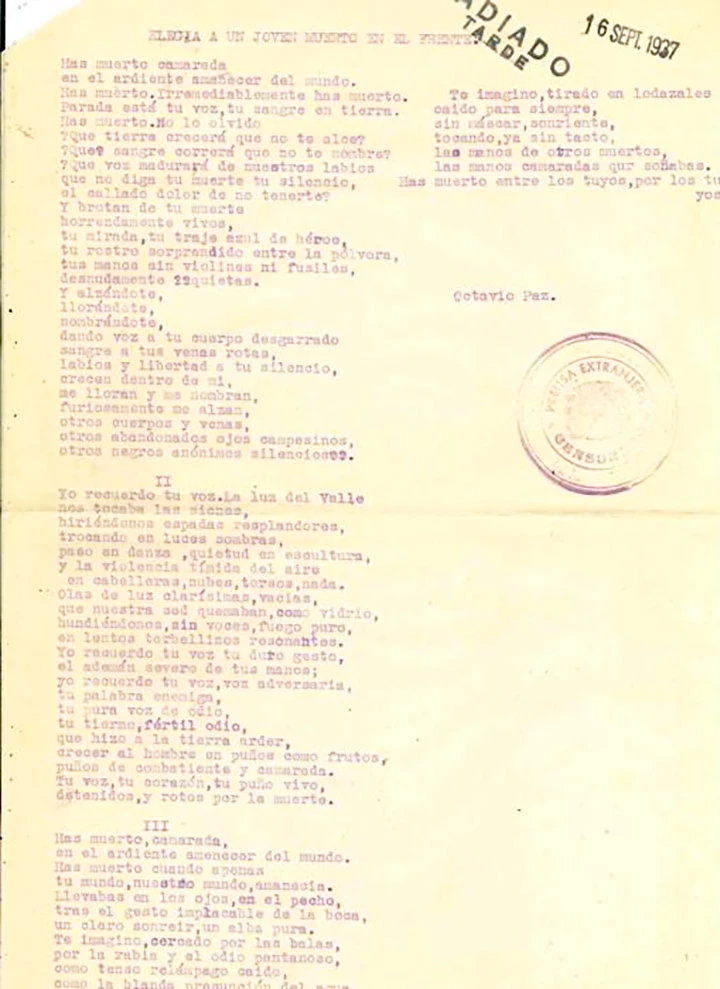 ADIADO
TARDE
16 SEPT. 1937
ELEGIA A UN JOVEN MUERTO EN EL FRENTE.
Has muerto camarada
en el ardiente amanecer del mundo.
Has muerto.Irremediablemente has muerto.
Parada está tu voz,tu sangre en tierra.
Has muerto.No lo olvido
?Que tierra crecerá que no te alce?
?Que? sangre correrá que no te nombre?
?Que voz madurará de nuestros labios
que no diga tu muerte tu silencio,
el callado dolor de no tenerte?
Y brotan de tu muerte
horrendamente vivos,
tu mirada,tu traje azul de héroe,
tu rostro sorprendido entre la pólvora,
tus manos sin violines ni fusiles,
desnudamente quietas.
Y alzándote,
llorándote,
nombrándote,
dando voz a tu cuerpo desgarrado
sangre a tus venas rotas,
labios y libertad a tu silencio,
crecen dentro de mi,
me lloran y me nombran,
furiosamente me alzan,
otros cuerpos y venas,
otros abandonados ojos campesinos,
otros negros anónimos silencios??.
II
Yo recuerdo tu voz.La luz del Valle
nos tocaba las sienes,
hiriéndonos espadas resplandores,
trocando en luces sombras,
paso en danza ,quietud en escultura,
y la violencia tímida del aire
en cabelleras,nubes,torsos,nada.
Olas de luz clarísimas,vacias,
que nuestra sed quemaban,como vidrio,
hundiéndonos,sin voces,fuego puro,
en lentos torbellinos resonantes.
Yo recuerdo tu voz tu duro gesto,
el ademán severo de tus manos;
yo recuerdo tu voz,voz adversaria,
tu palabra enemiga,
tu pura voz de odio,
tu tierno,fértil odio,
que hizo a la tierra arder,
crecer al hombre en puños como frutos,
puños de combatiente y camarada.
Tu voz,tu corazón,tu puño vivo,
detenidos,y rotos por la muerte.
III
Has muerto,camarada,
en el ardiente amenecer del mundo.
Has muerto cuando apenas
tu mundo,nuestro mundo,amanecia.
Llevabas en los ojos,en el pecho,
tras el gesto implacable de la boca,
un claro sonreir,un alba pura.
Te imagino,cercado por las balas,
por la rabia y el odio pantanoso,
como tenso relámpago caido,
como la blanda presunción del agua
Te imagino,tirado en lodazales
caido para siempre,
sin máscar,sonriente,
tocando,ya sin tacto,
las manos de otros muertos,
las manos camaradas qur soñabas.
Has muerto entre los tuyos,por los tu
yos
Octavio Paz.
PRENSA EXTRANJER
CENSUR